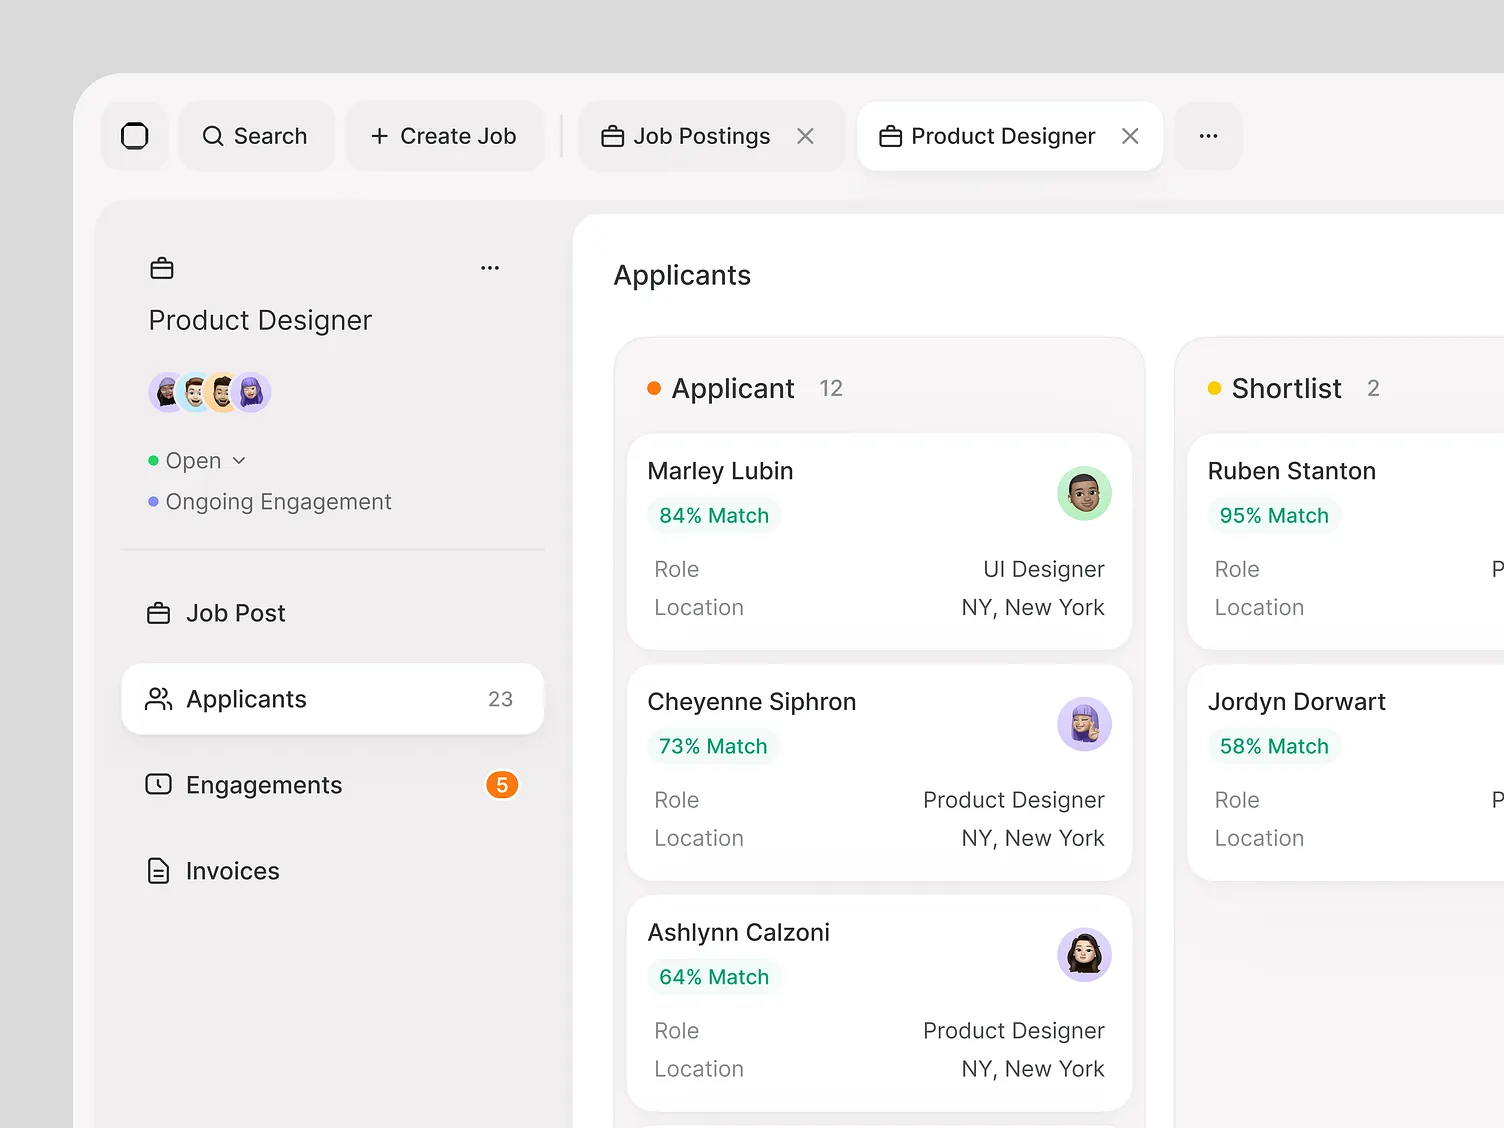 Search
Create Job
Job Postings
Product Designer
Product Designer
Open
Ongoing Engagement
Job Post
Applicants 23
Engagements 5
Invoices
Applicants
Applicant 12
Marley Lubin
84% Match
Role UI Designer
Location NY, New York
Cheyenne Siphron
73% Match
Role Product Designer
Location NY, New York
Ashlynn Calzoni
64% Match
Role Product Designer
Location NY, New York
Shortlist 2
Ruben Stanton
95% Match
Role P
Location
Jordyn Dorwart
58% Match
Role P
Location